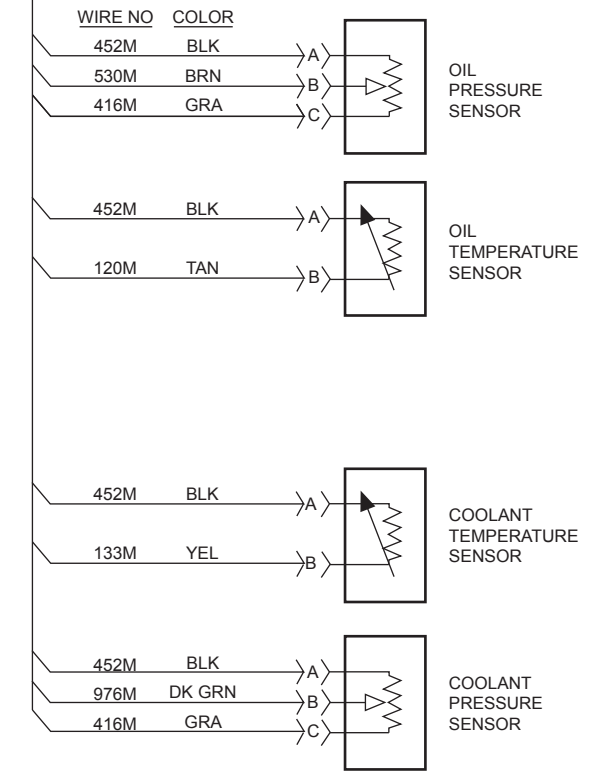 WIRE NO COLOR
452M BLK A
530M BRN B
416M GRA C
OIL
PRESSURE
SENSOR
452M BLK A
120M TAN B
OIL
TEMPERATURE
SENSOR
452M BLK A
133M YEL B
COOLANT
TEMPERATURE
SENSOR
452M BLK A
976M DK GRN B
416M GRA C
COOLANT
PRESSURE
SENSOR